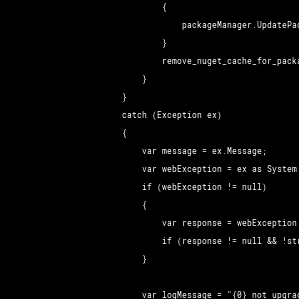 {
packageManager.UpdatePac
}
remove_nuget_cache_for_packa
}
}
catch (Exception ex)
{
var message = ex.Message;
var webException = ex as System
if (webException != null)
{
var response = webException
if (response != null && !str
}
var logMessage = "{0} not upgrad